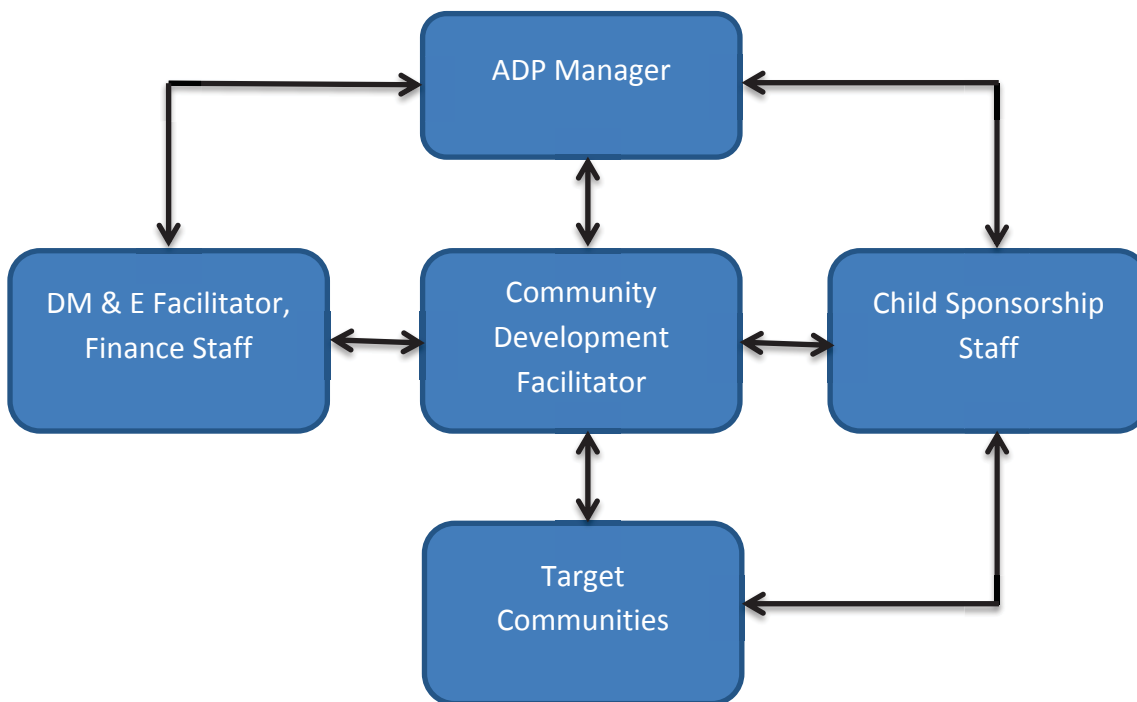 ADP Manager
DM & E Facilitator,
Finance Staff
Community
Development
Facilitator
Child Sponsorship
Staff
Target
Communities